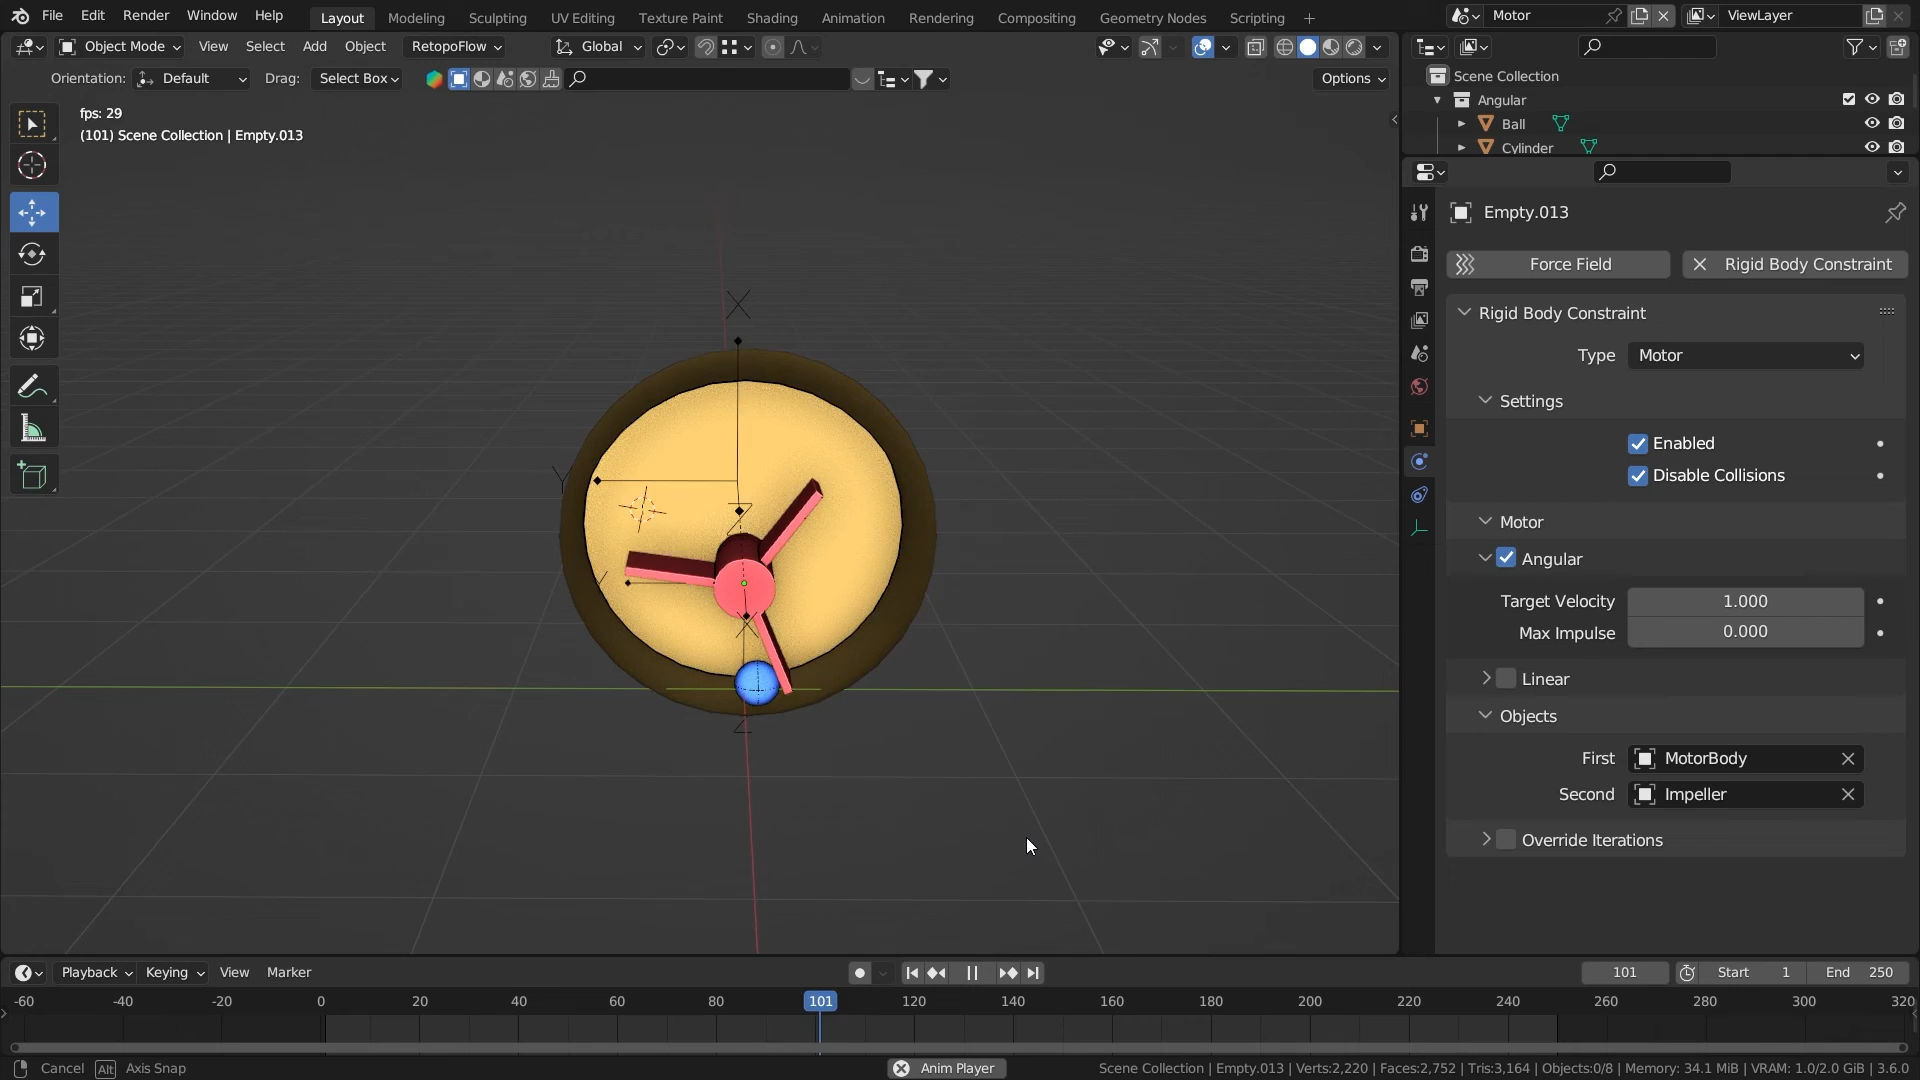 File Edit Render Window Help Layout Modeling Sculpting UV Editing Texture Paint Shading Animation Rendering Compositing Geometry Nodes Scripting + Motor ViewLayer
Object Mode View Select Add Object RetopoFlow Global
Orientation: Default Drag: Select Box Options
fps: 29
(101) Scene Collection | Empty.013
X
Y
Z
Y
X
Z
Scene Collection
Angular
Ball
Cylinder
Empty.013
Force Field Rigid Body Constraint
Rigid Body Constraint
Type Motor
Settings
Enabled
Disable Collisions
Motor
Angular
Target Velocity 1.000
Max Impulse 0.000
Linear
Objects
First MotorBody
Second Impeller
Override Iterations
Playback Keying View Marker 101 Start 1 End 250
-60 -40 -20 0 20 40 60 80 101 120 140 160 180 200 220 240 260 280 300 320
Cancel Alt Axis Snap Anim Player Scene Collection | Empty.013 | Verts:2,220 | Faces:2,752 | Tris:3,164 | Objects:0/8 | Memory: 34.1 MiB | VRAM: 1.0/2.0 GiB | 3.6.0